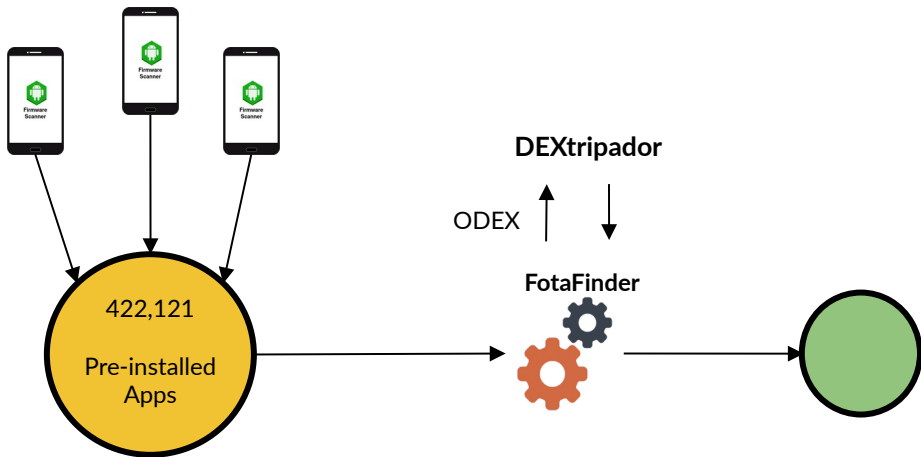 Firmware
Scanner
Firmware
Scanner
Firmware
Scanner
DEXtripador
ODEX
FotaFinder
422,121
Pre-installed
Apps